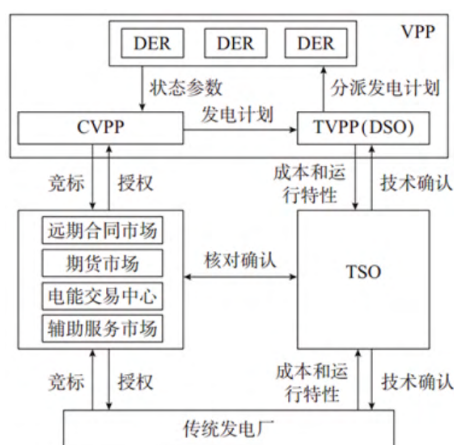 VPP
DER DER DER
状态参数 分派发电计划
CVPP 发电计划 TVPP(DSO)
竞标 授权 成本和运
行特性 技术确认
远期合同市场
期货市场
电能交易中心
辅助服务市场
核对确认
TSO
竞标 授权 成本和运
行特性 技术确认
传统发电厂